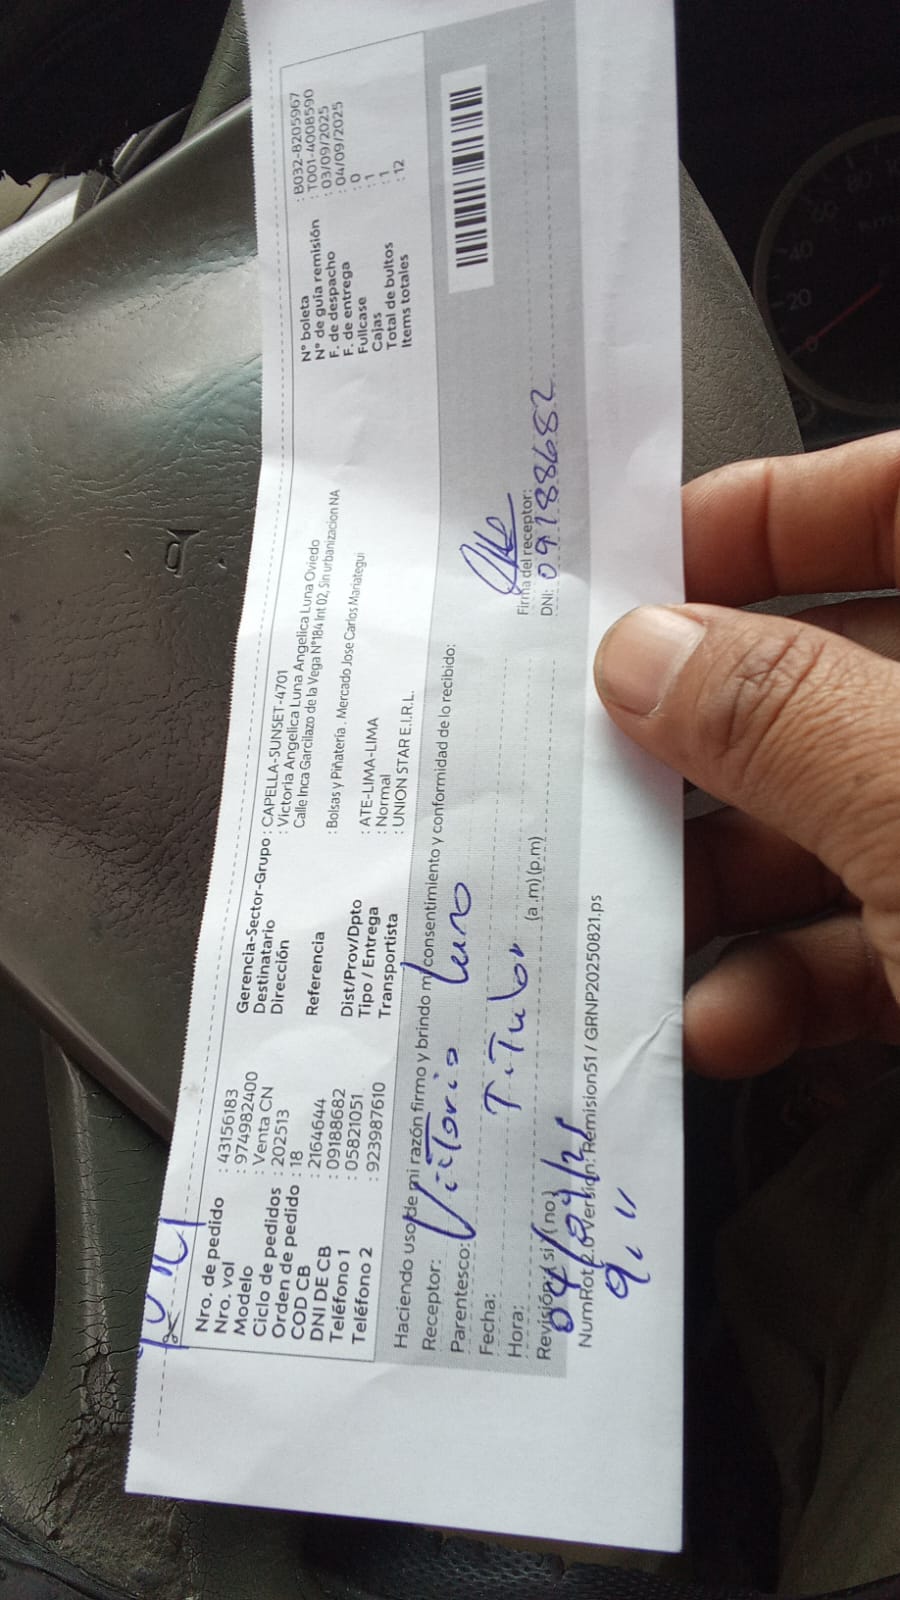 Nro. de pedido : 43156183
Nro. vol : 974982400
Modelo : Venta CN
Ciclo de pedidos : 202513
Orden de pedido : 18
COD CB : 2164644
DNI DE CB : 09188682
Teléfono 1 : 05821051
Teléfono 2 : 923987610
Gerencia-Sector-Grupo : CAPELLA-SUNSET-4701
Destinatario : Victoria Angelica Luna Angelica Luna Oviedo
Dirección Calle Inca Garcilazo de la Vega N°184 Int 02, Sin urbanizacion NA
Referencia : Bolsas y Piñateria . Mercado Jose Carlos Mariategui
Dist/Prov/Dpto : ATE-LIMA-LIMA
Tipo / Entrega : Normal
Transportista : UNION STAR E.I.R.L.
N° boleta : B032-8205967
N° de guía remisión : T001-4008590
F. de despacho : 03/09/2025
F. de entrega : 04/09/2025
Fullcase : 0
Cajas : 1
Total de bultos : 1
Items totales : 12
Haciendo uso de mi razón firmo y brindo mi consentimiento y conformidad de lo recibido:
Receptor: Victoria Luna
Parentesco: Titular
Fecha:
Hora: (a.m) (p.m)
Revisión: si (no)
Firma del receptor:
DNI: 09188682
NumRot 2.0 Versión: Remision51 / GRNP20250821.ps